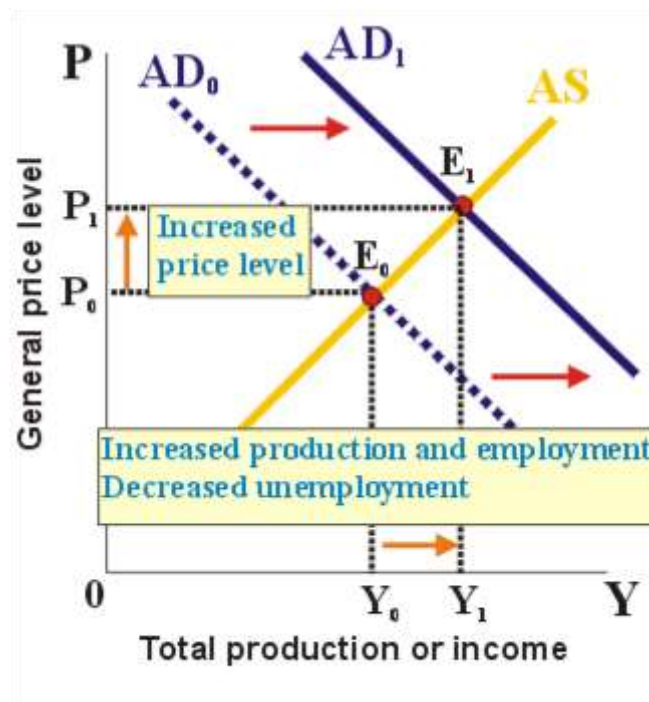 P
AD₀
AD₁
AS
E₁
P₁
Increased
price level
E₀
P₀
General price level
Increased production and employment
Decreased unemployment
0
Y₀
Y₁
Y
Total production or income